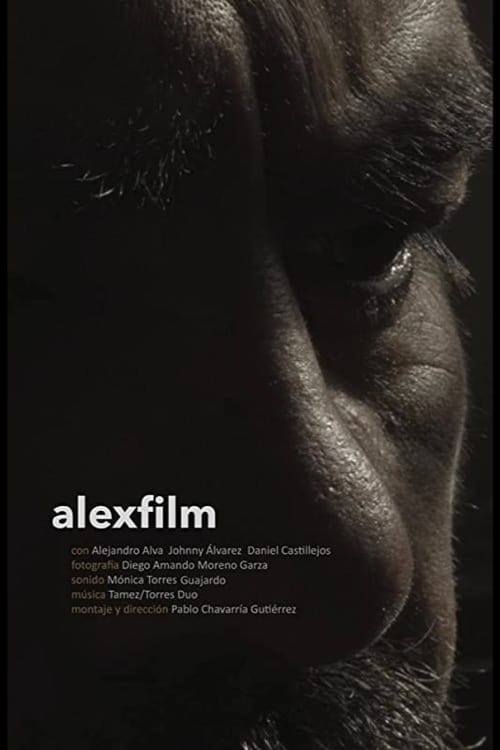 alexfilm
con Alejandro Alva Johnny Álvarez Daniel Castillejos
fotografía Diego Amando Moreno Garza
sonido Mónica Torres Guajardo
música Tamez/Torres Duo
montaje y dirección Pablo Chavarría Gutiérrez